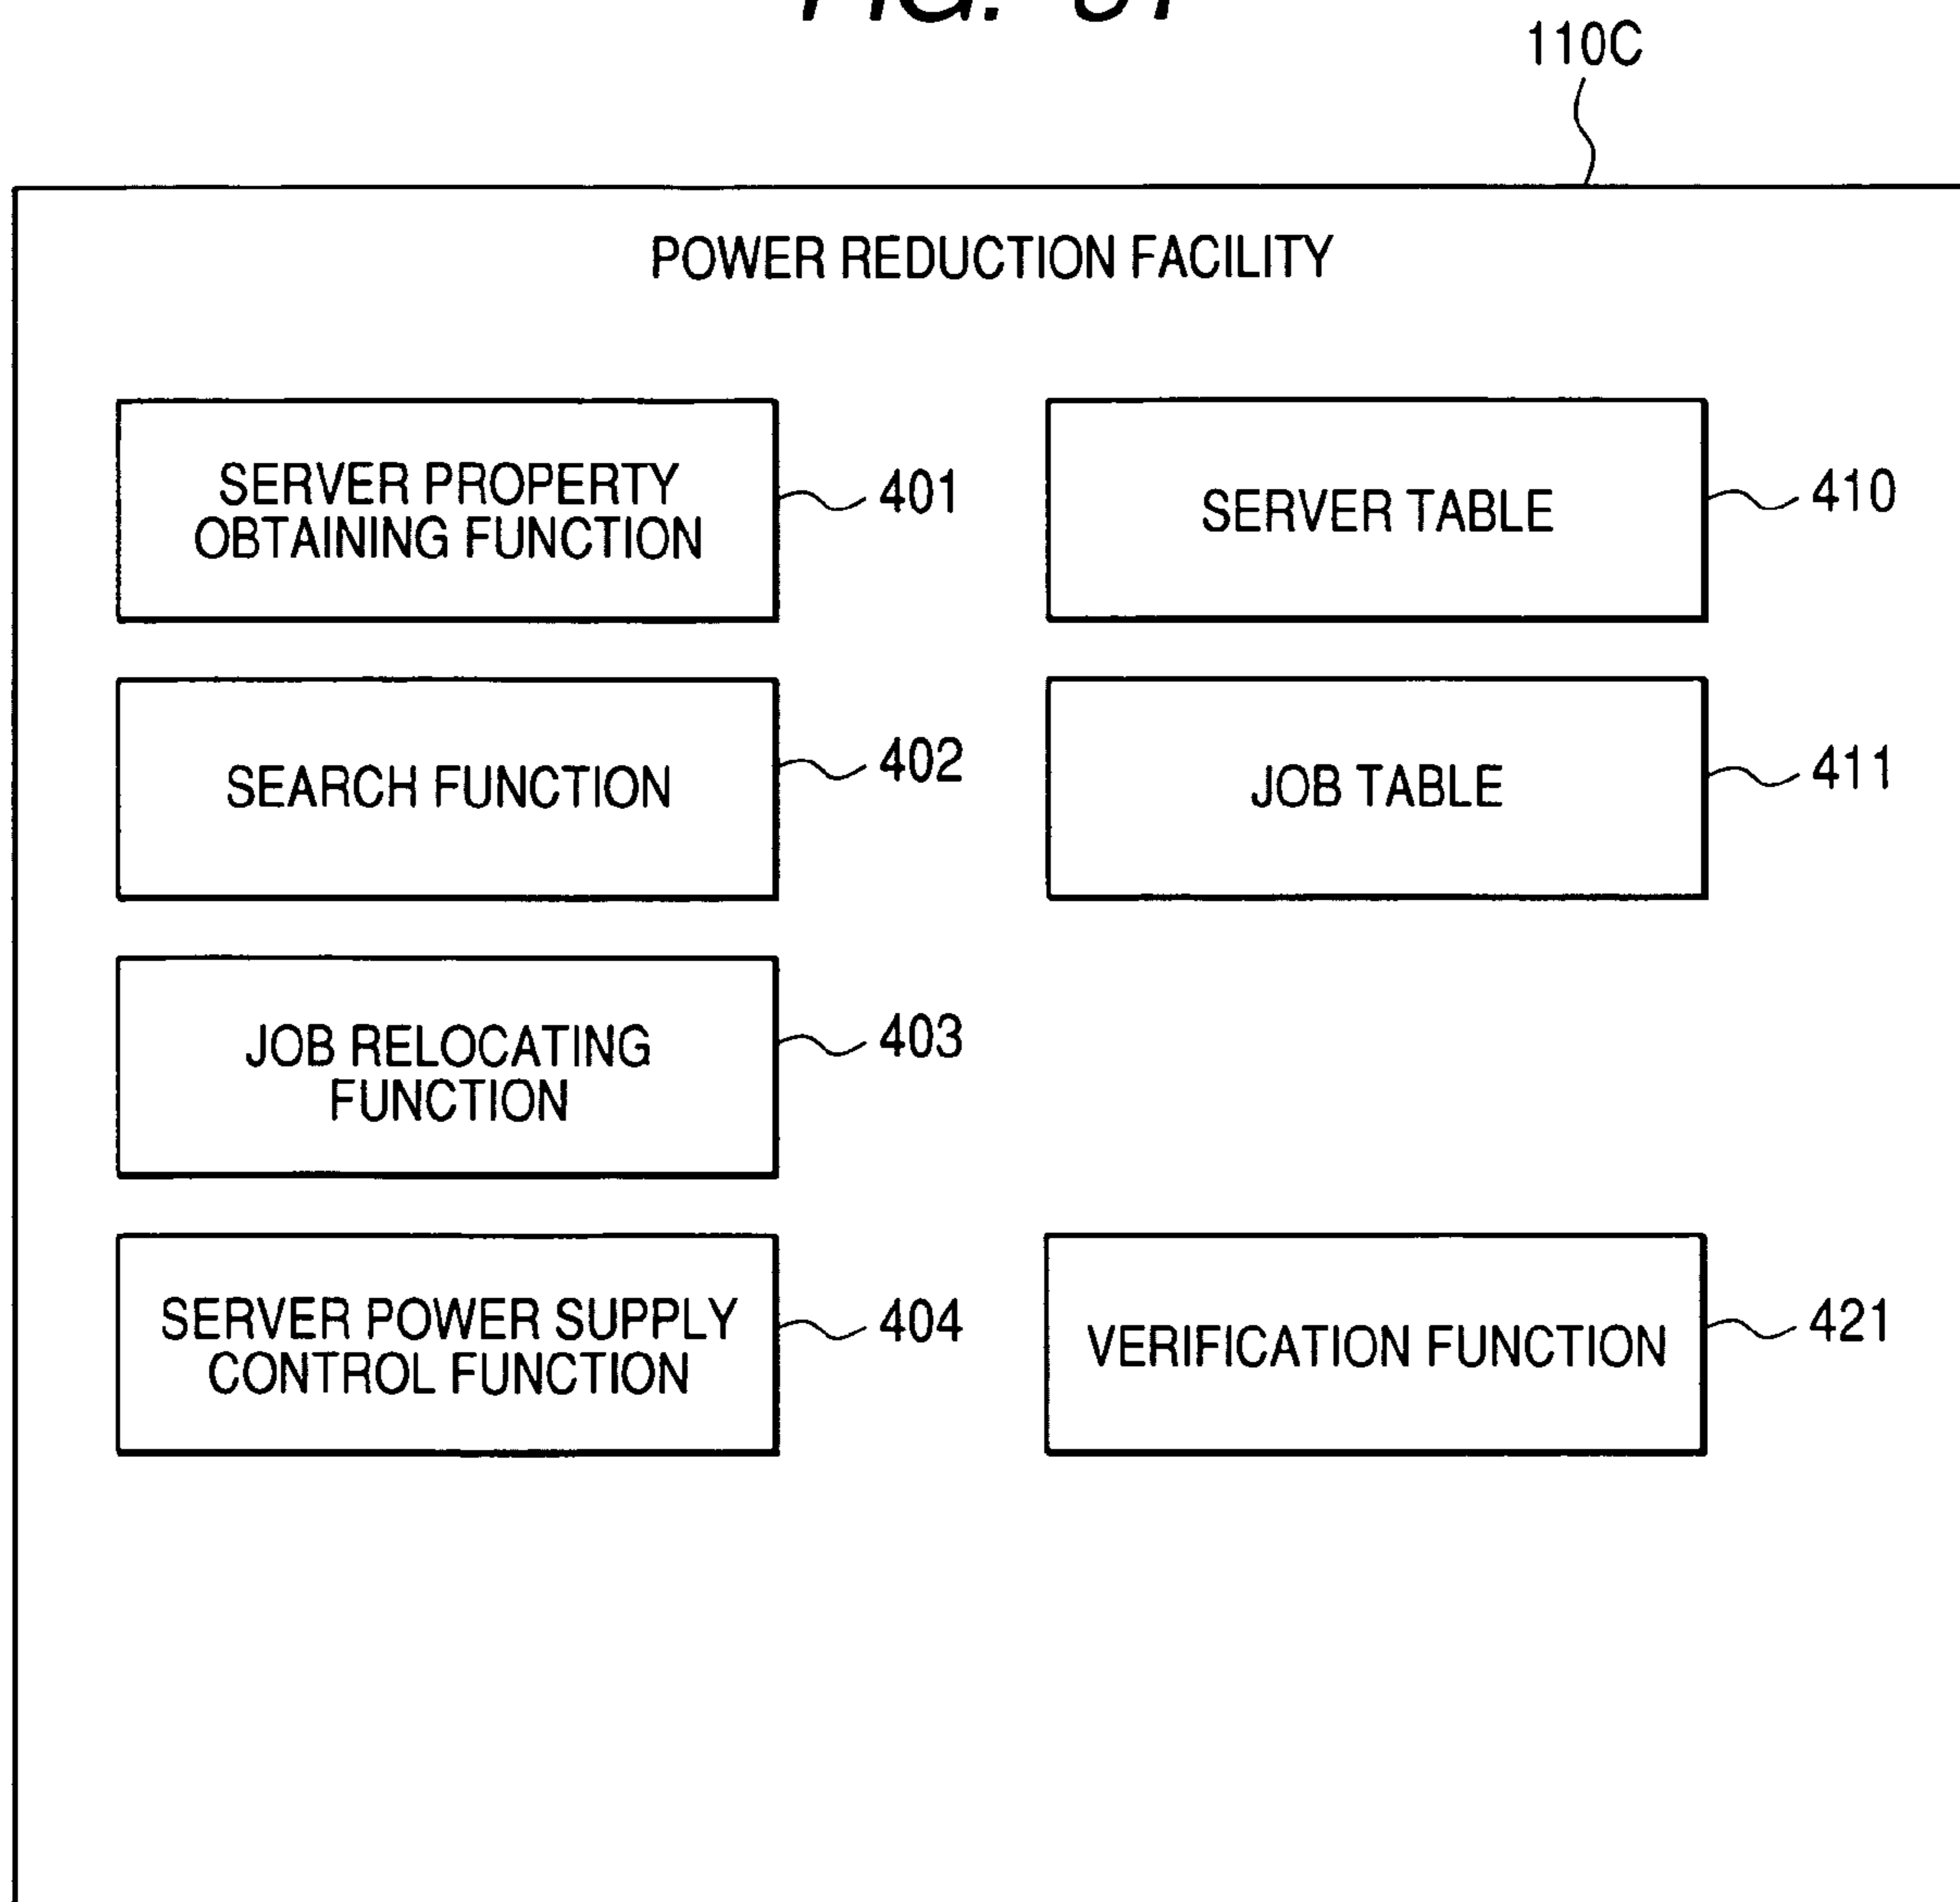 110C
POWER REDUCTION FACILITY
SERVER PROPERTY
OBTAINING FUNCTION
401
SERVER TABLE
410
SEARCH FUNCTION
402
JOB TABLE
411
JOB RELOCATING
FUNCTION
403
SERVER POWER SUPPLY
CONTROL FUNCTION
404
VERIFICATION FUNCTION
421